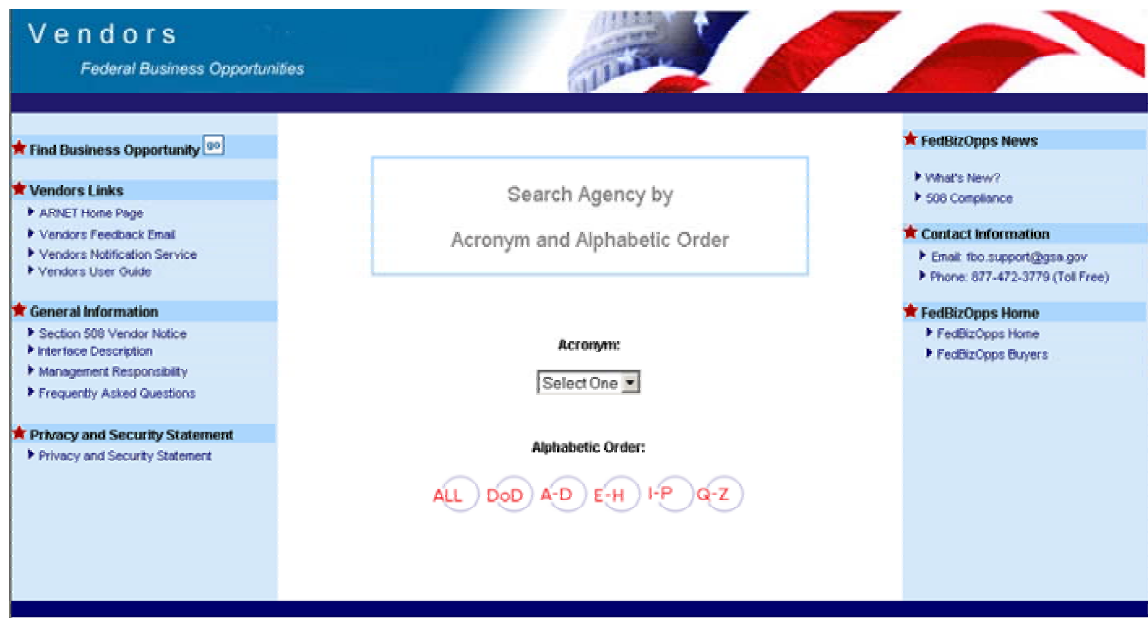 Vendors
Federal Business Opportunities
Find Business Opportunity go
Vendors Links
ARNET Home Page
Vendors Feedback Email
Vendors Notification Service
Vendors User Guide
General Information
Section 508 Vendor Notice
Interface Description
Management Responsibility
Frequently Asked Questions
Privacy and Security Statement
Privacy and Security Statement
Search Agency by
Acronym and Alphabetic Order
Acronym:
Select One
Alphabetic Order:
ALL DoD A-D E-H I-P Q-Z
FedBizOpps News
What's New?
508 Compliance
Contact Information
Email: fbo.support@gsa.gov
Phone: 877-472-3779 (Toll Free)
FedBizOpps Home
FedBizOpps Home
FedBizOpps Buyers